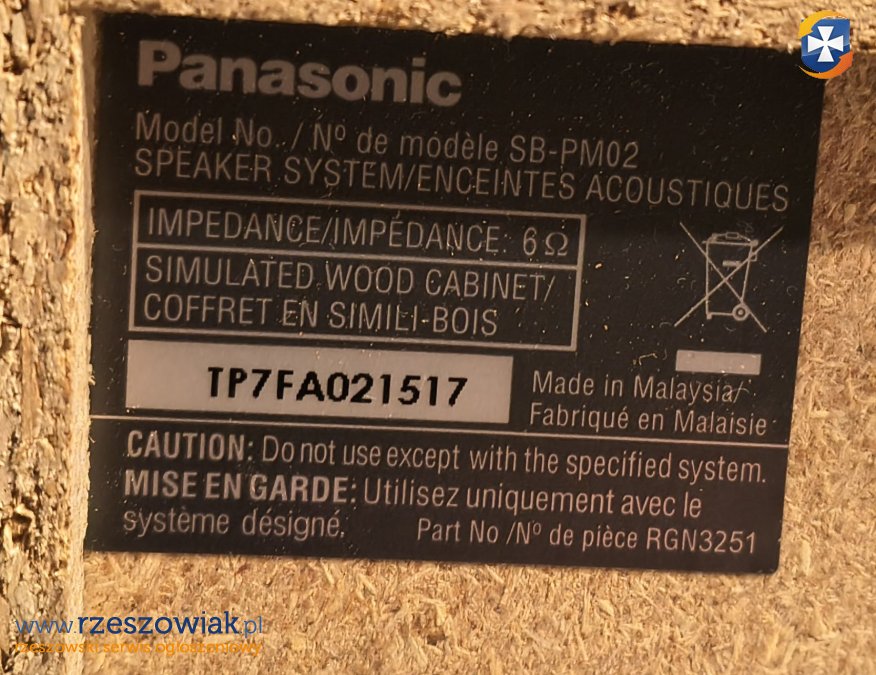 Panasonic
Model No. / Nº de modèle SB-PM02
SPEAKER SYSTEM/ENCEINTES ACOUSTIQUES
IMPEDANCE/IMPÉDANCE: 6Ω
SIMULATED WOOD CABINET/
COFFRET EN SIMILI-BOIS
TP7FA021517
Made in Malaysia/
Fabriqué en Malaisie
CAUTION: Do not use except with the specified system.
MISE EN GARDE: Utilisez uniquement avec le
système désigné.
Part No /Nº de pièce RGN3251
www.rzeszowiak.pl
rzeszowski serwis ogłoszeniowy